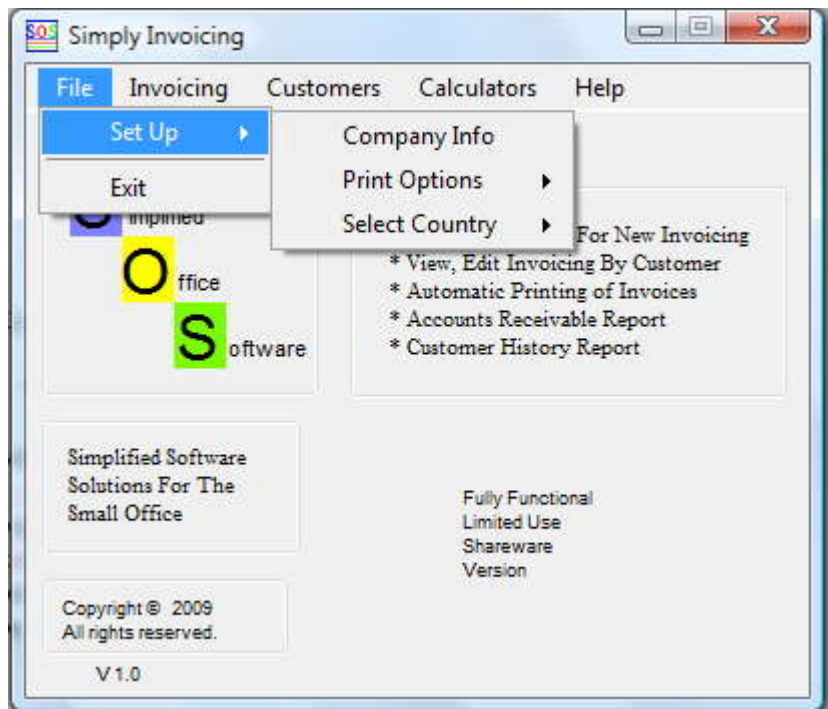 SOS Simply Invoicing
File Invoicing Customers Calculators Help
Set Up
Exit
Company Info
Print Options
Select Country
implified
O ffice
S oftware
For New Invoicing
* View, Edit Invoicing By Customer
* Automatic Printing of Invoices
* Accounts Receivable Report
* Customer History Report
Simplified Software
Solutions For The
Small Office
Fully Functional
Limited Use
Shareware
Version
Copyright © 2009
All rights reserved.
V 1.0